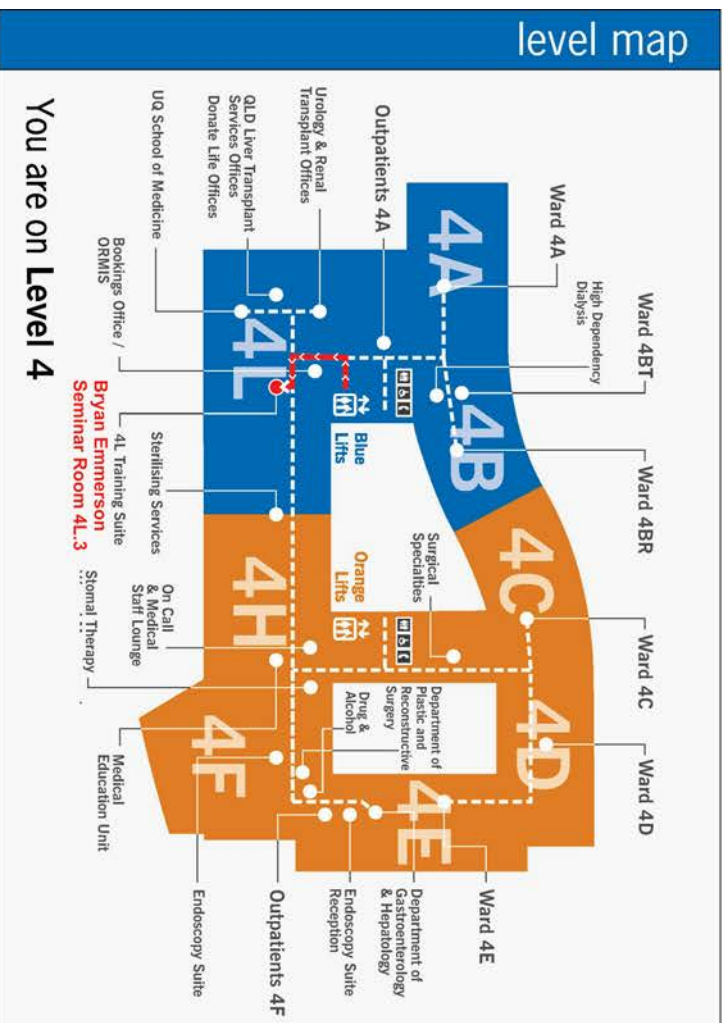 level map
Ward 4A
High Dependency
Dialysis
Ward 4BT
Ward 4BR
Ward 4C
Ward 4D
Ward 4E
Outpatients 4A
Urology & Renal
Transplant Offices
QLD Liver Transplant
Services Offices
Donate Life Offices
UQ School of Medicine
Bookings Office /
ORMIS
4A
4B
4C
4D
4E
4F
4H
4L
Blue
Lifts
Orange
Lifts
Surgical
Specialties
Department of
Plastic and
Reconstructive
Surgery
Drug &
Alcohol
4L Training Suite
Bryan Emmerson
Seminar Room 4L.3
Sterilising Services
On Call
& Medical
Staff Lounge
Stomal Therapy
Medical
Education Unit
Endoscopy Suite
Outpatients 4F
Endoscopy Suite
Reception
Department of
Gastroenterology
& Hepatology
You are on Level 4